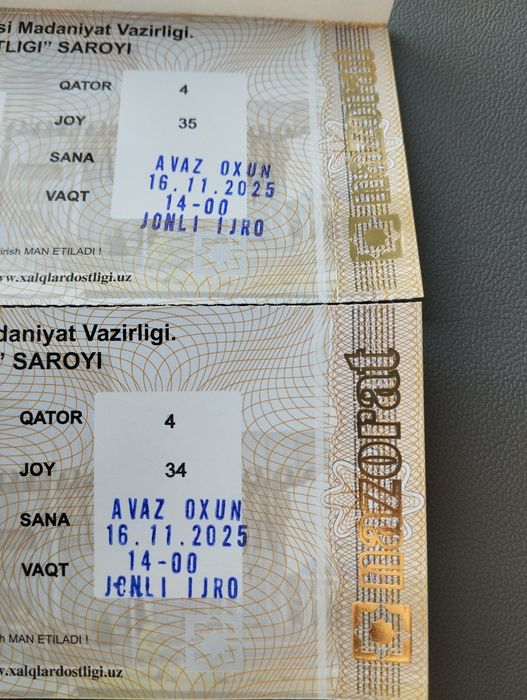 si Madaniyat Vazirligi.
TLIGI” SAROYI
QATOR 4
JOY 35
SANA AVAZ OXUN
16.11.2025
VAQT 14-00
JONLI IJRO
irish MAN ETILADI !
www.xalqlardostligi.uz
nazorat
daniyat Vazirligi.
” SAROYI
QATOR 4
JOY 34
SANA AVAZ OXUN
16.11.2025
VAQT 14-00
JONLI IJRO
h MAN ETILADI !
v.xalqlardostligi.uz
nazorat